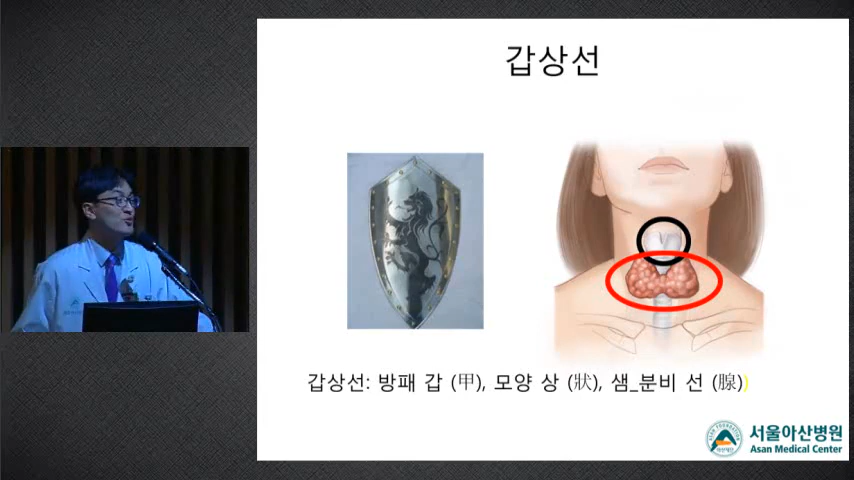 갑상선
갑상선: 방패 갑 (甲), 모양 상 (狀), 샘_분비 선 (腺))
서울아산병원
Asan Medical Center